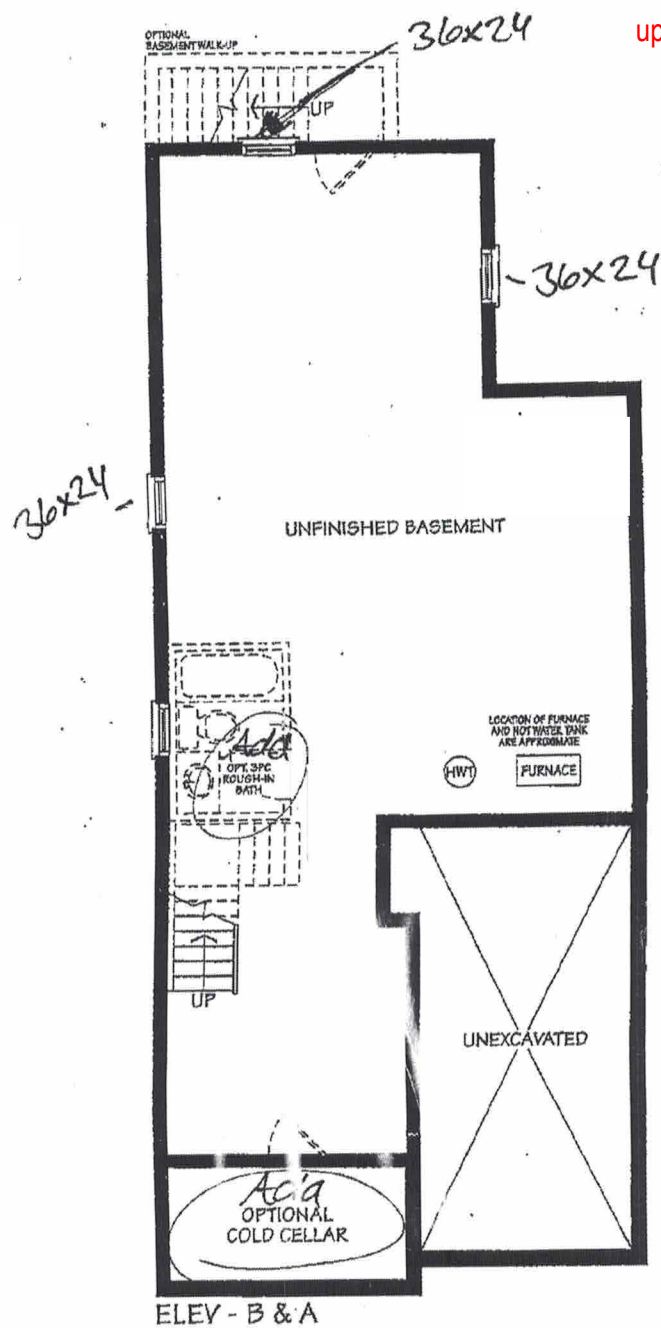 OPTIONAL
BASEMENT WALK-UP
36x24
up
UP
36x24
36x24
UNFINISHED BASEMENT
LOCATION OF FURNACE
AND HOT WATER TANK
ARE APPROXIMATE
HWT
FURNACE
Add
OPT. 3PC
ROUGH-IN
BATH
UP
UNEXCAVATED
Add
OPTIONAL
COLD CELLAR
ELEV - B & A